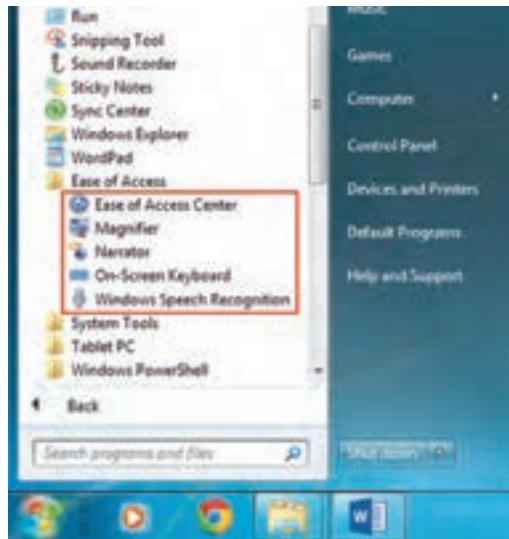 Run
Snipping Tool
Sound Recorder
Sticky Notes
Sync Center
Windows Explorer
WordPad
Ease of Access
Ease of Access Center
Magnifier
Narrator
On-Screen Keyboard
Windows Speech Recognition
System Tools
Tablet PC
Windows PowerShell
Back
Search programs and files
Music
Games
Computer
Control Panel
Devices and Printers
Default Programs
Help and Support
Shut down